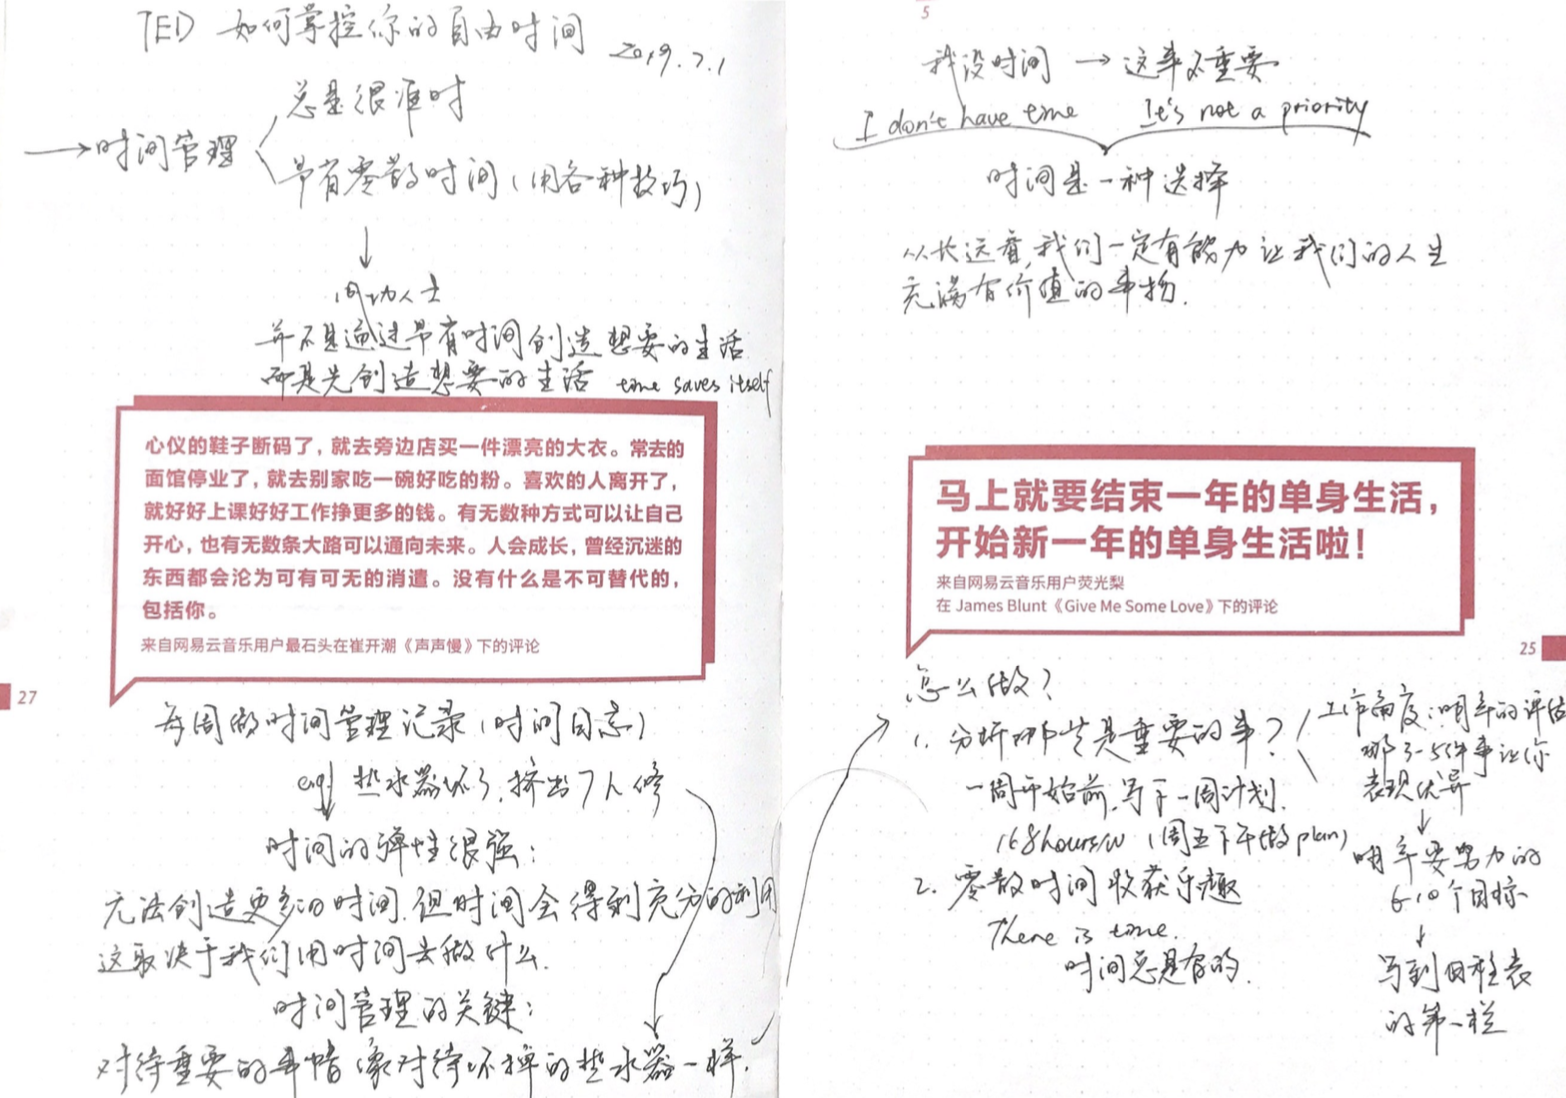 TED 如何掌控你的自由时间 2019.7.1
总是很准时
→时间管理
节省零散时间(用各种技巧)
↓
成功人士
并不是通过节省时间创造想要的生活
而是先创造想要的生活 time saves itself
心仪的鞋子断码了，就去旁边店买一件漂亮的大衣。常去的
面馆停业了，就去别家吃一碗好吃的粉。喜欢的人离开了，
就好好上课好好工作挣更多的钱。有无数种方式可以让自己
开心，也有无数条大路可以通向未来。人会成长，曾经沉迷的
东西都会沦为可有可无的消遣。没有什么是不可替代的，
包括你。
来自网易云音乐用户最石头在崔开潮《声声慢》下的评论
27
每周做时间管理记录(时间日志)
eg 热水器坏了,挤出7h修
时间的弹性很强:
无法创造更多的时间.但时间会得到充分的利用
这取决于我们用时间去做什么.
时间管理的关键:
对待重要的事情像对待坏掉的热水器一样.
5
我没时间 → 这事不重要
I don't have time It's not a priority
时间是一种选择
从长远看,我们一定有能力让我们的人生
充满有价值的事物.
马上就要结束一年的单身生活，
开始新一年的单身生活啦！
来自网易云音乐用户荧光梨
在 James Blunt《Give Me Some Love》下的评论
25
怎么做?
1. 分析哪些是重要的事?
一周开始前,写下一周计划.
168hours/w (周五下午做plan)
2. 零散时间收获乐趣
There is time.
时间总是有的.
角度:明年的评估
哪3-5件事让你
表现优异
↓
明年要努力的
6-10个目标
↓
写到日程表
的第一栏